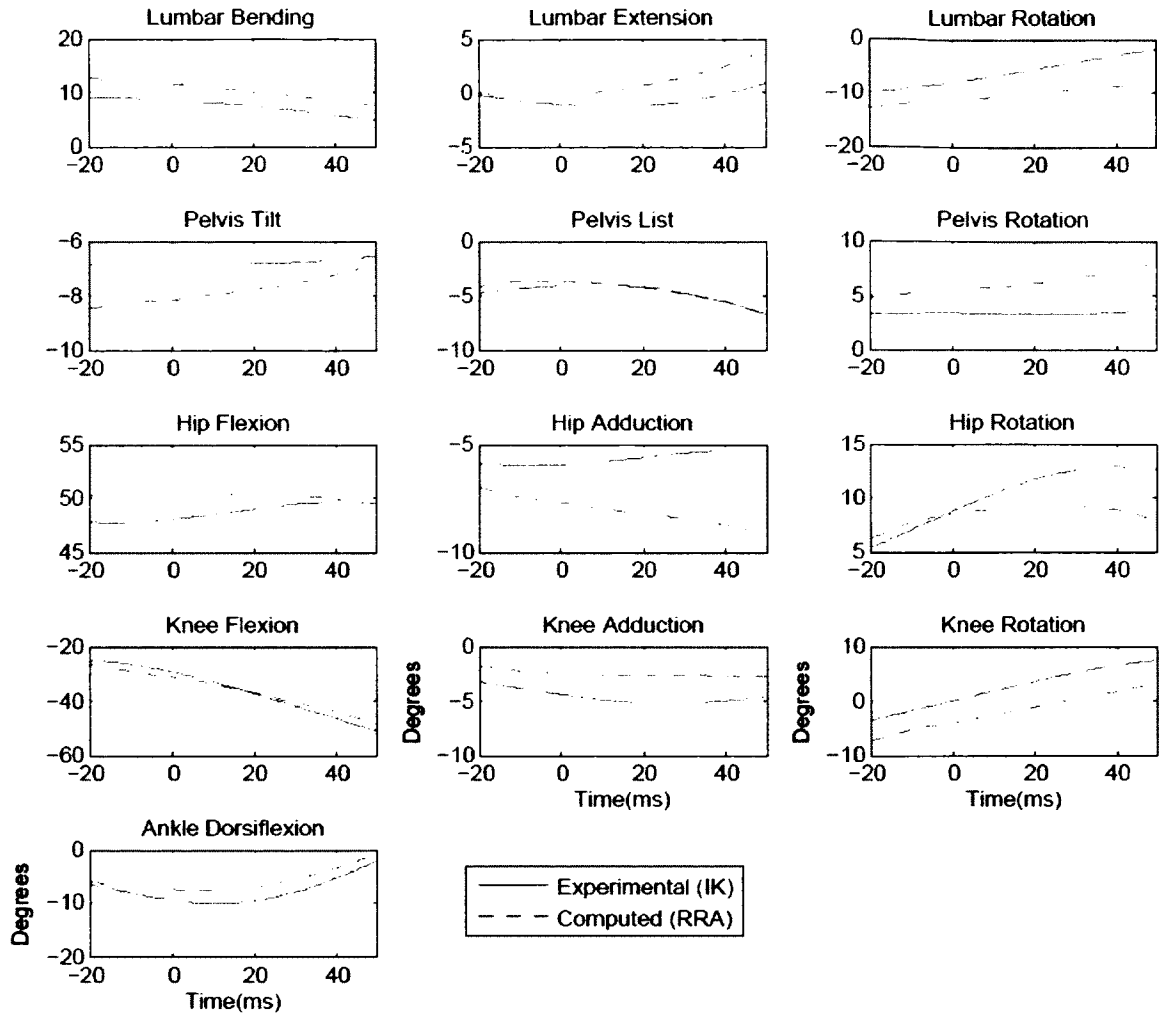 Lumbar Bending
20
10
0
−20 0 20 40
Lumbar Extension
5
0
−5
−20 0 20 40
Lumbar Rotation
0
−10
−20
−20 0 20 40
Pelvis Tilt
−6
−8
−10
−20 0 20 40
Pelvis List
0
−5
−10
−20 0 20 40
Pelvis Rotation
10
5
0
−20 0 20 40
Hip Flexion
55
50
45
−20 0 20 40
Hip Adduction
−5
−10
−20 0 20 40
Hip Rotation
15
10
5
−20 0 20 40
Knee Flexion
−20
−40
−60
−20 0 20 40
Knee Adduction
Degrees
0
−5
−10
−20 0 20 40
Time(ms)
Knee Rotation
Degrees
10
0
−10
−20 0 20 40
Time(ms)
Ankle Dorsiflexion
Degrees
0
−10
−20
−20 0 20 40
Time(ms)
Experimental (IK)
Computed (RRA)